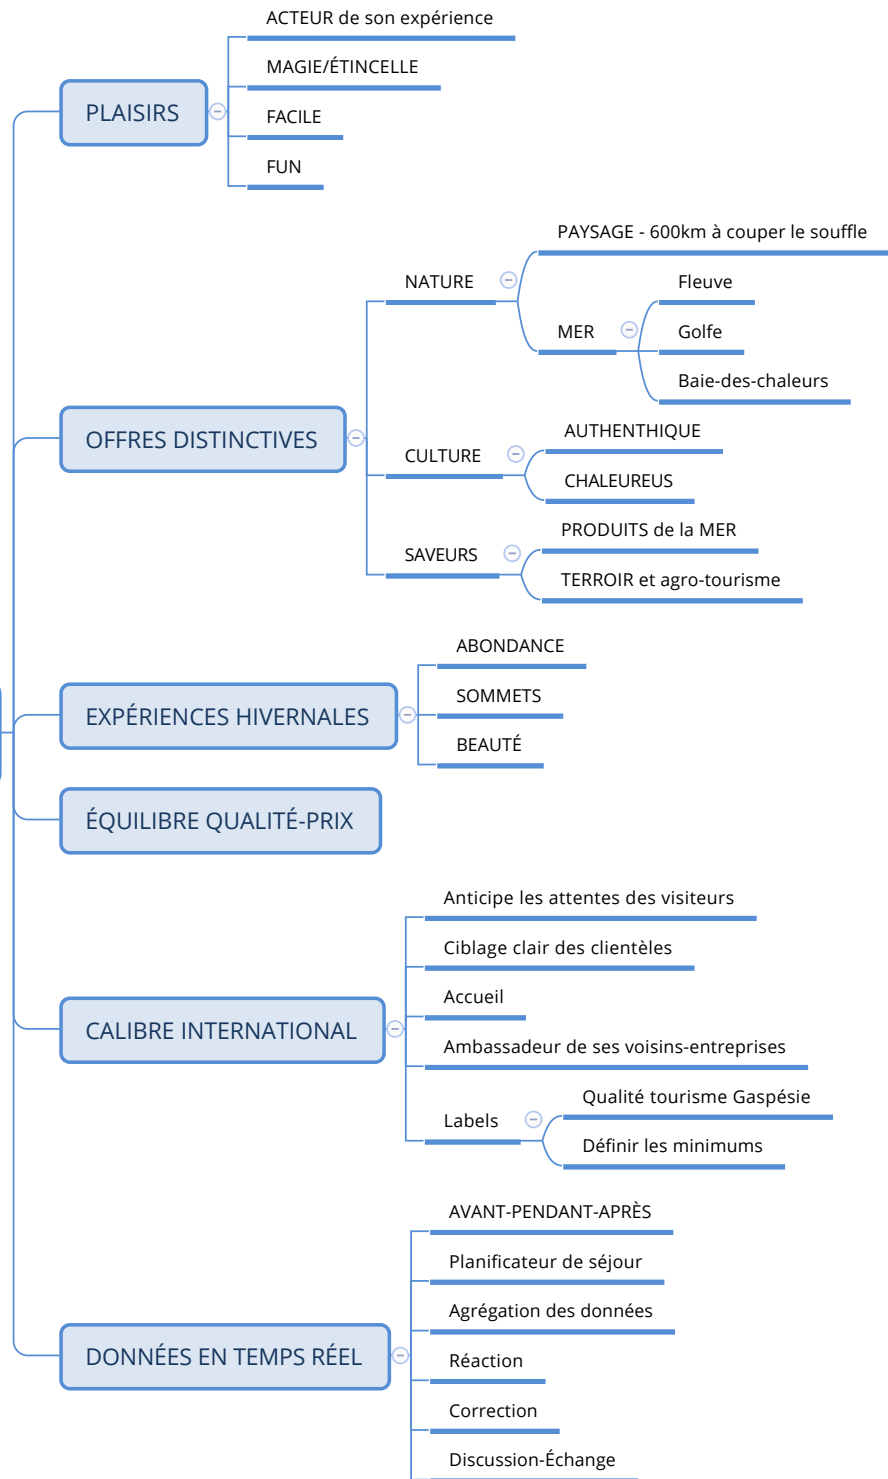 PLAISIRS
ACTEUR de son expérience
MAGIE/ÉTINCELLE
FACILE
FUN
OFFRES DISTINCTIVES
NATURE
PAYSAGE - 600km à couper le souffle
MER
Fleuve
Golfe
Baie-des-chaleurs
CULTURE
AUTHENTHIQUE
CHALEUREUS
SAVEURS
PRODUITS de la MER
TERROIR et agro-tourisme
EXPÉRIENCES HIVERNALES
ABONDANCE
SOMMETS
BEAUTÉ
ÉQUILIBRE QUALITÉ-PRIX
CALIBRE INTERNATIONAL
Anticipe les attentes des visiteurs
Ciblage clair des clientèles
Accueil
Ambassadeur de ses voisins-entreprises
Labels
Qualité tourisme Gaspésie
Définir les minimums
DONNÉES EN TEMPS RÉEL
AVANT-PENDANT-APRÈS
Planificateur de séjour
Agrégation des données
Réaction
Correction
Discussion-Échange